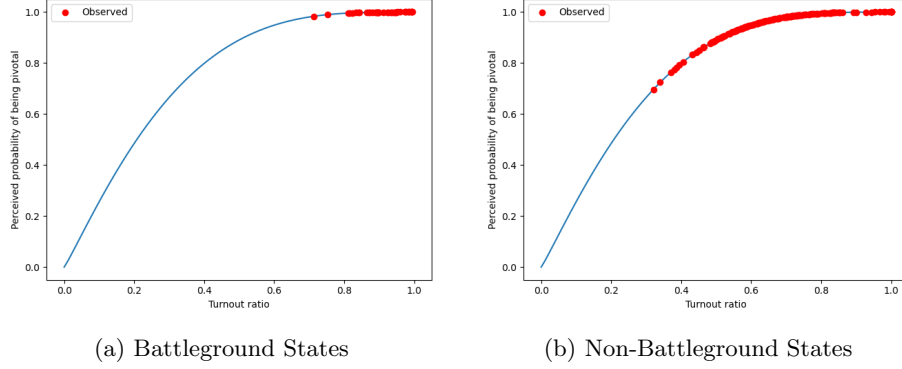 Observed
Perceived probability of being pivotal
1.0
0.8
0.6
0.4
0.2
0.0
0.0 0.2 0.4 0.6 0.8 1.0
Turnout ratio
(a) Battleground States
Observed
Perceived probability of being pivotal
1.0
0.8
0.6
0.4
0.2
0.0
0.0 0.2 0.4 0.6 0.8 1.0
Turnout ratio
(b) Non-Battleground States